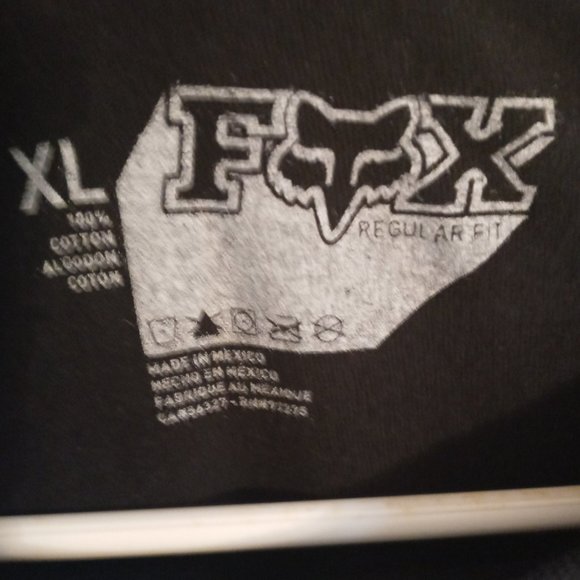 FOX
XL
REGULAR FIT
100%
COTTON
ALGODON
COTON
MADE IN MEXICO
HECHO EN MEXICO
FABRIQUE AU MEXIQUE